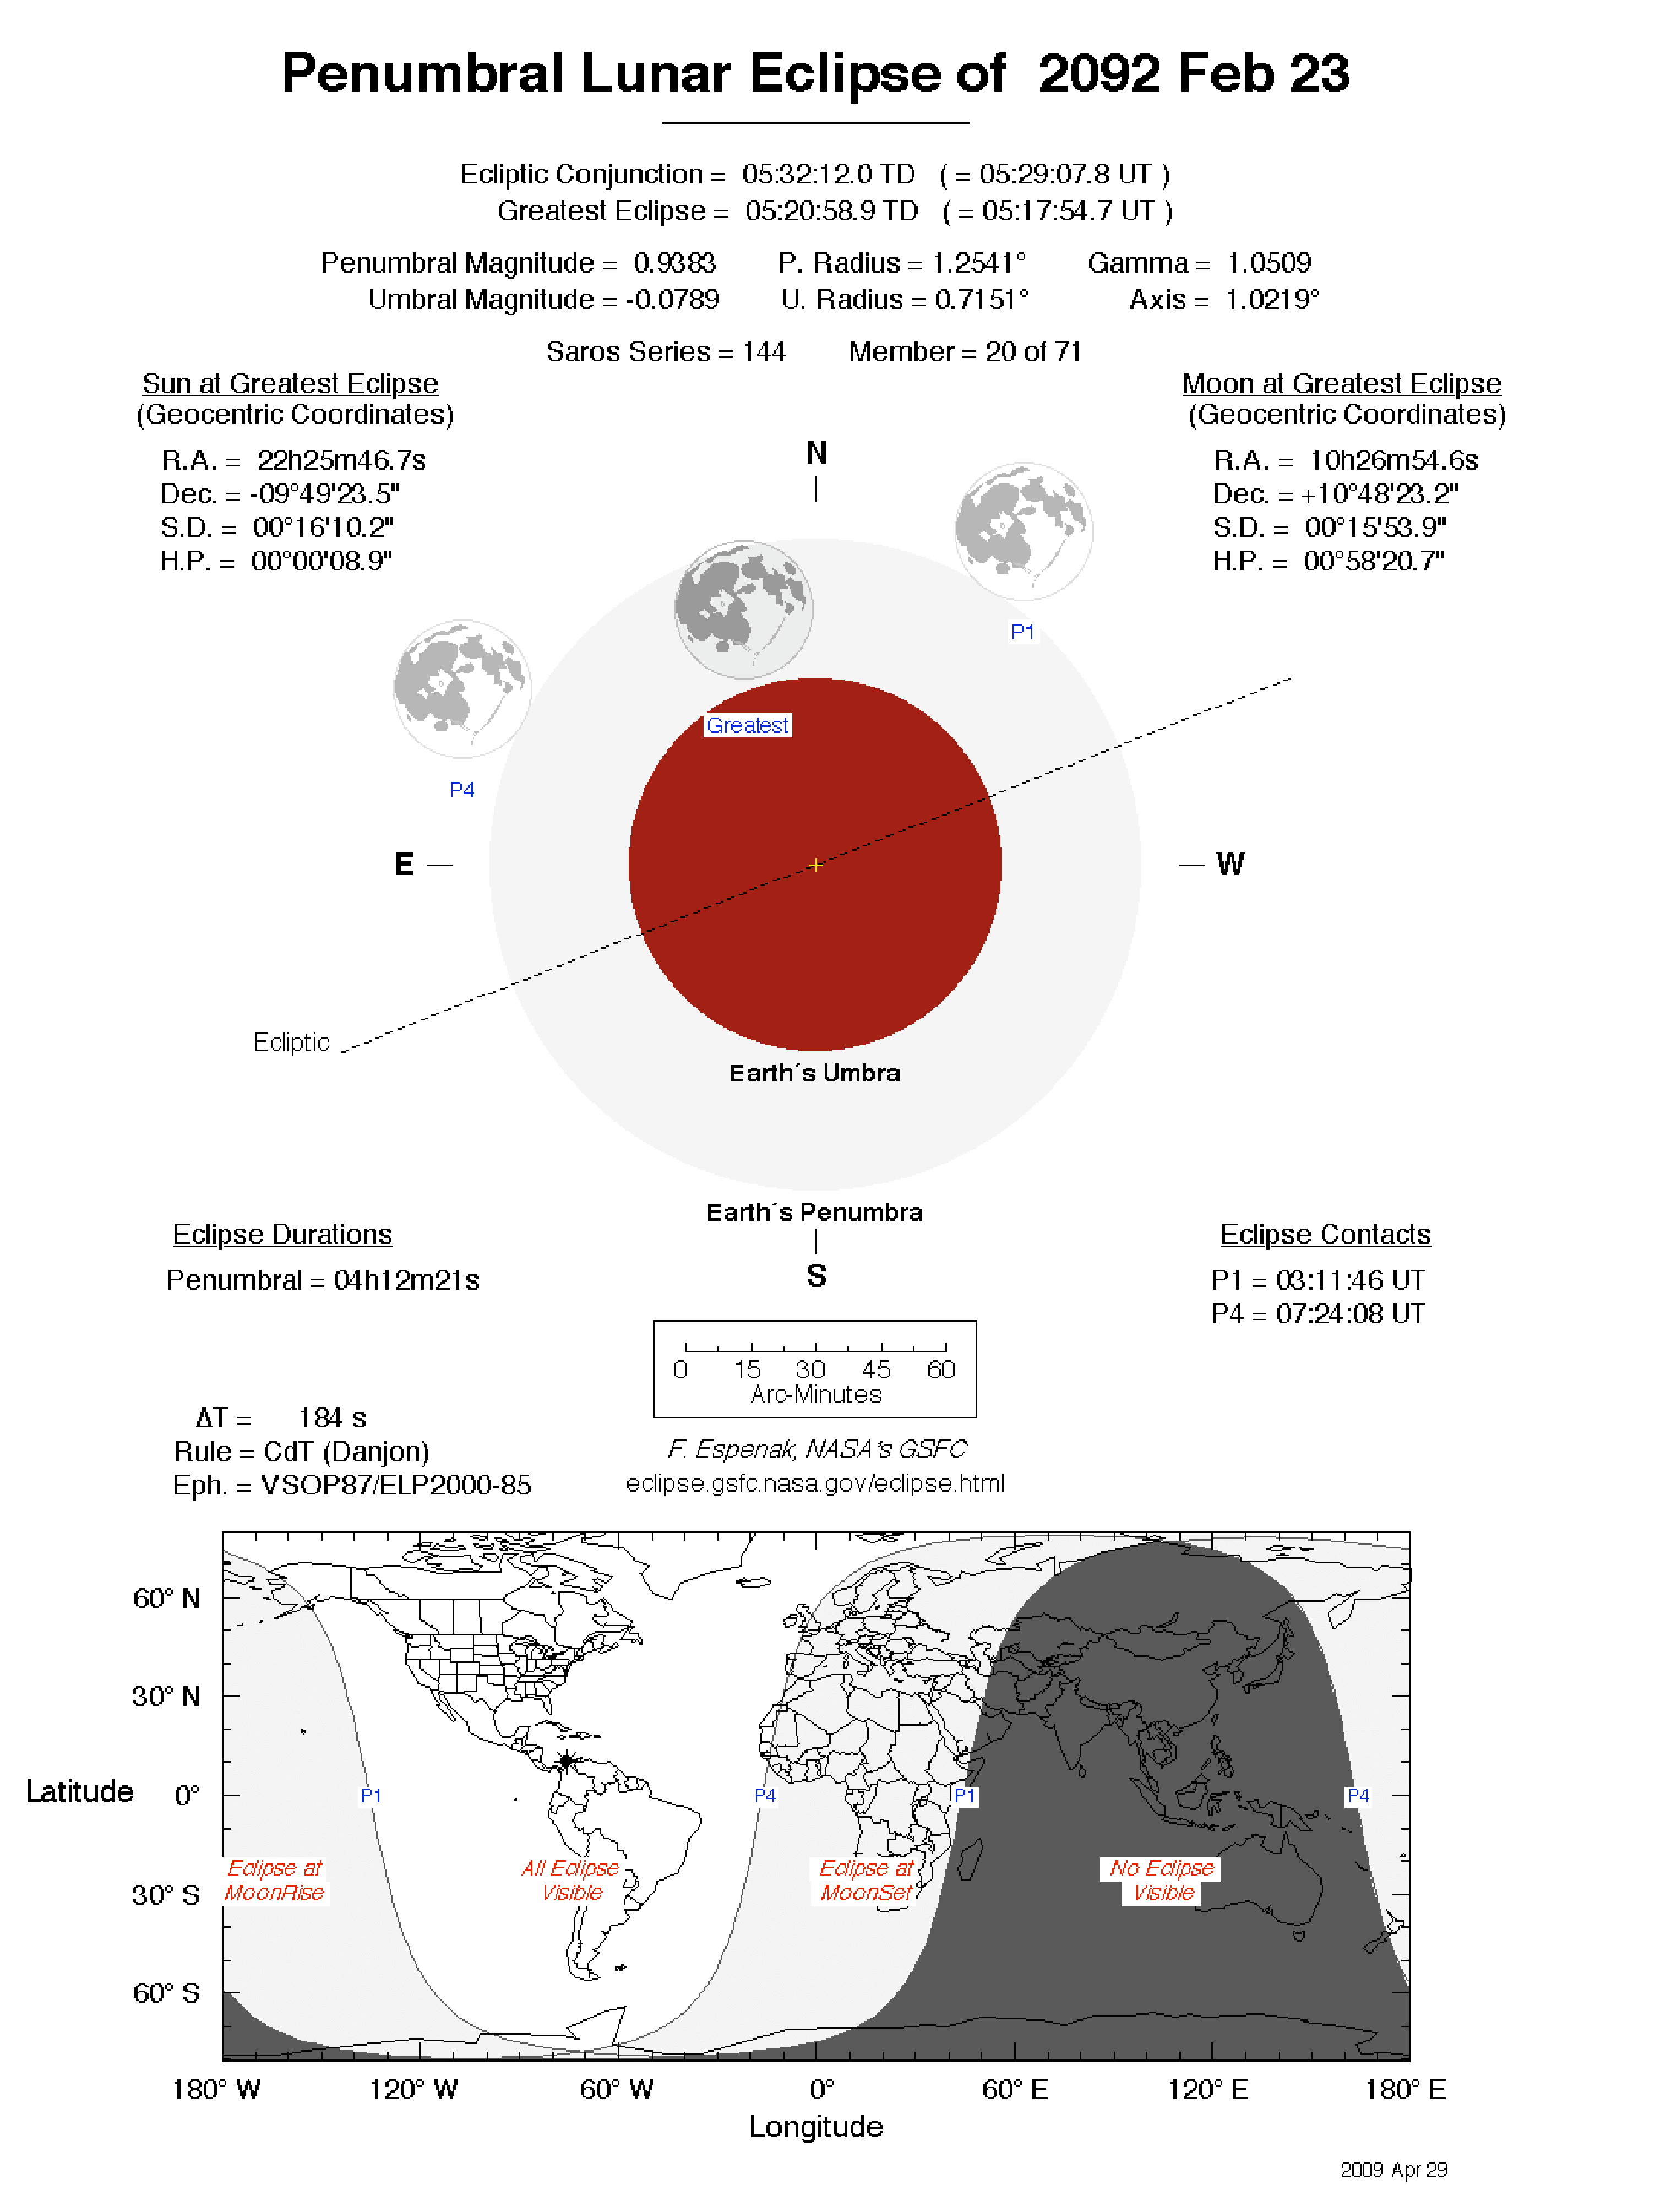 Penumbral Lunar Eclipse of 2092 Feb 23
Ecliptic Conjunction = 05:32:12.0 TD ( = 05:29:07.8 UT )
Greatest Eclipse = 05:20:58.9 TD ( = 05:17:54.7 UT )
Penumbral Magnitude = 0.9383 P. Radius = 1.2541° Gamma = 1.0509
Umbral Magnitude = -0.0789 U. Radius = 0.7151° Axis = 1.0219°
Saros Series = 144 Member = 20 of 71
Sun at Greatest Eclipse
(Geocentric Coordinates)
R.A. = 22h25m46.7s
Dec. = -09°49'23.5"
S.D. = 00°16'10.2"
H.P. = 00°00'08.9"
Moon at Greatest Eclipse
(Geocentric Coordinates)
R.A. = 10h26m54.6s
Dec. = +10°48'23.2"
S.D. = 00°15'53.9"
H.P. = 00°58'20.7"
N
P1
Greatest
P4
E
W
Ecliptic
Earth´s Umbra
Earth´s Penumbra
S
Eclipse Durations
Penumbral = 04h12m21s
Eclipse Contacts
P1 = 03:11:46 UT
P4 = 07:24:08 UT
0 15 30 45 60
Arc-Minutes
ΔT = 184 s
Rule = CdT (Danjon)
Eph. = VSOP87/ELP2000-85
F. Espenak, NASA's GSFC
eclipse.gsfc.nasa.gov/eclipse.html
60° N
30° N
Latitude 0°
30° S
60° S
P1 P4 P1 P4
Eclipse at
MoonRise
All Eclipse
Visible
Eclipse at
MoonSet
No Eclipse
Visible
180° W 120° W 60° W 0° 60° E 120° E 180° E
Longitude
2009 Apr 29